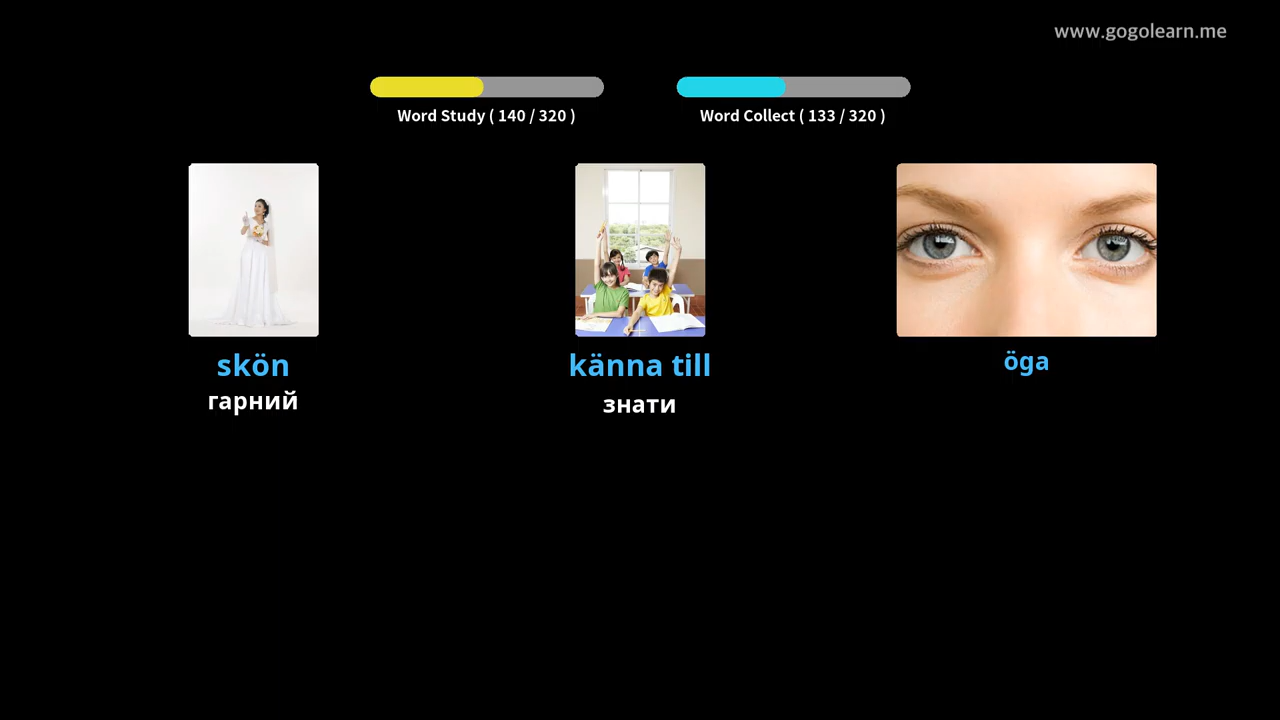 www.gogolearn.me
Word Study ( 140 / 320 )
Word Collect ( 133 / 320 )
skön
гарний
känna till
знати
öga